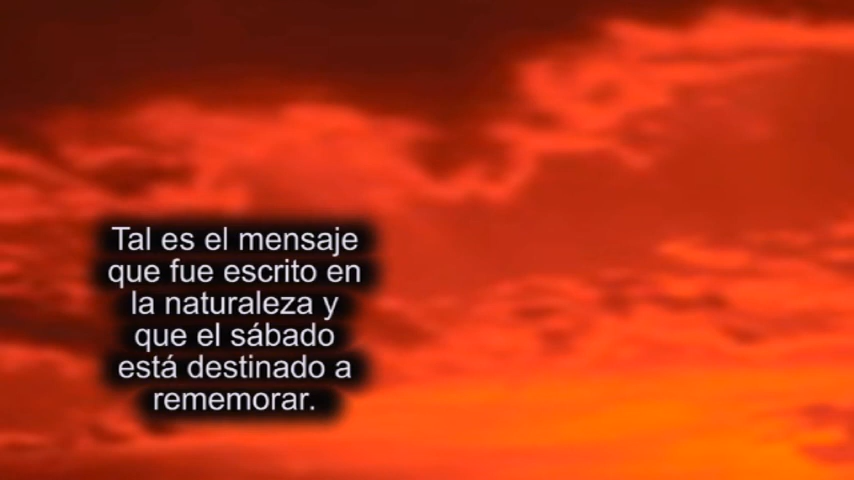 Tal es el mensaje
que fue escrito en
la naturaleza y
que el sábado
está destinado a
rememorar.